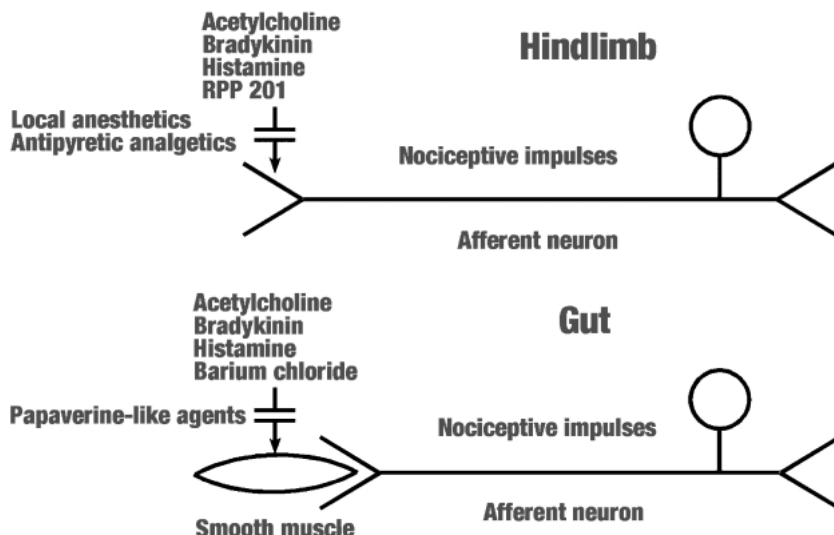 Acetylcholine
Bradykinin
Histamine
RPP 201
Hindlimb
Local anesthetics
Antipyretic analgetics
Nociceptive impulses
Afferent neuron
Acetylcholine
Bradykinin
Histamine
Barium chloride
Gut
Papaverine-like agents
Nociceptive impulses
Afferent neuron
Smooth muscle